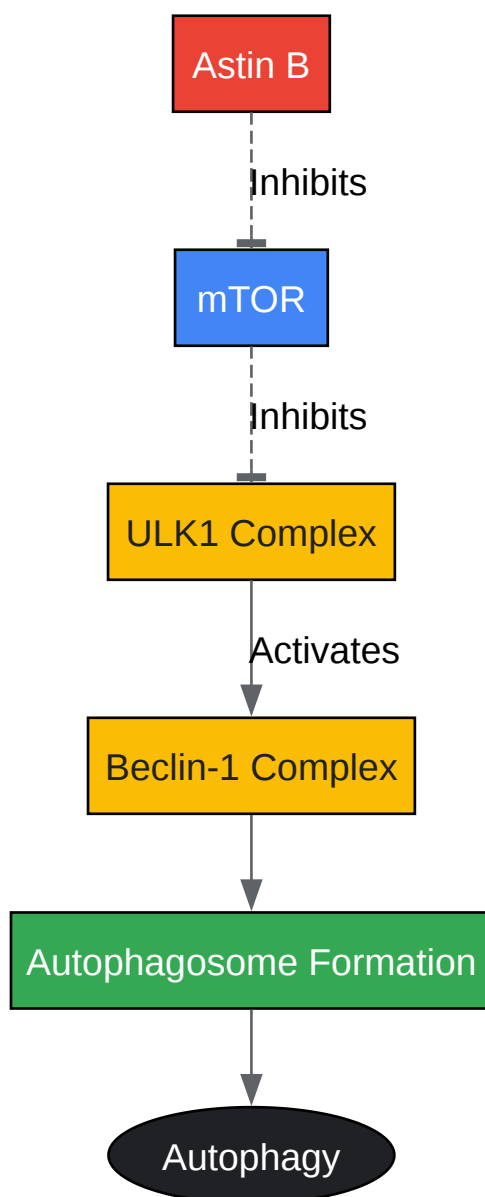 Astin B
Inhibits
mTOR
Inhibits
ULK1 Complex
Activates
Beclin-1 Complex
Autophagosome Formation
Autophagy